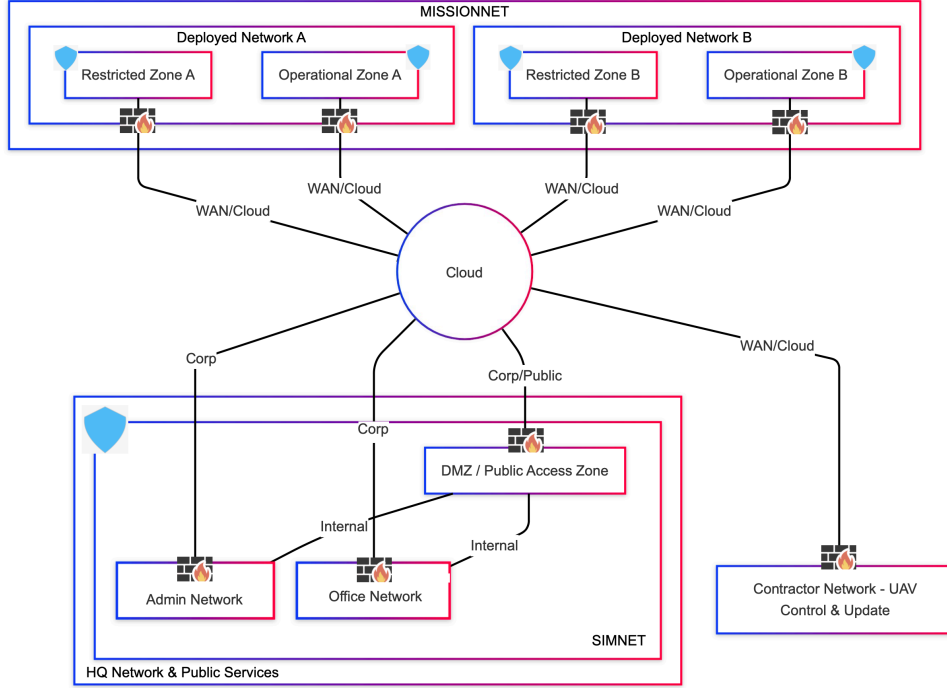 MISSIONNET
Deployed Network A
Deployed Network B
Restricted Zone A
Operational Zone A
Restricted Zone B
Operational Zone B
WAN/Cloud
WAN/Cloud
WAN/Cloud
WAN/Cloud
Cloud
WAN/Cloud
Corp
Corp/Public
Corp
DMZ / Public Access Zone
Internal
Internal
Admin Network
Office Network
Contractor Network - UAV
Control & Update
SIMNET
HQ Network & Public Services